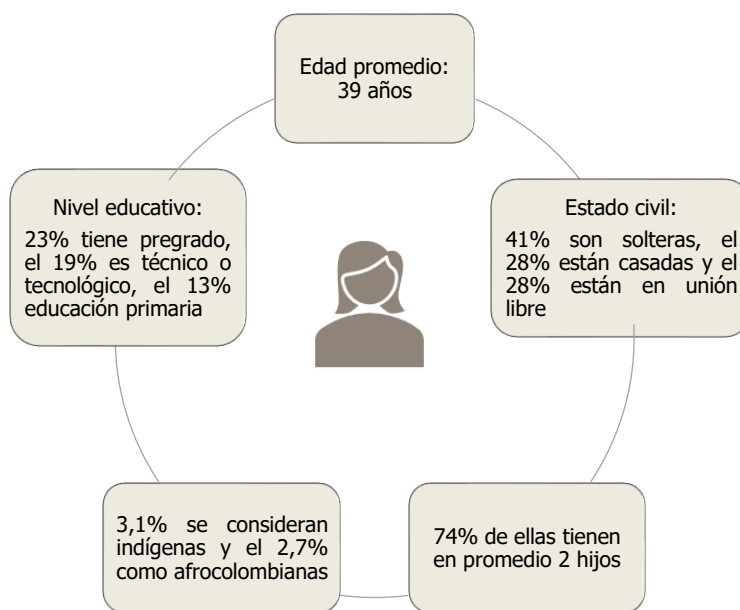 Edad promedio:
39 años
Nivel educativo:
23% tiene pregrado,
el 19% es técnico o
tecnológico, el 13%
educación primaria
Estado civil:
41% son solteras, el
28% están casadas y el
28% están en unión
libre
3,1% se consideran
indígenas y el 2,7%
como afrocolombianas
74% de ellas tienen
en promedio 2 hijos